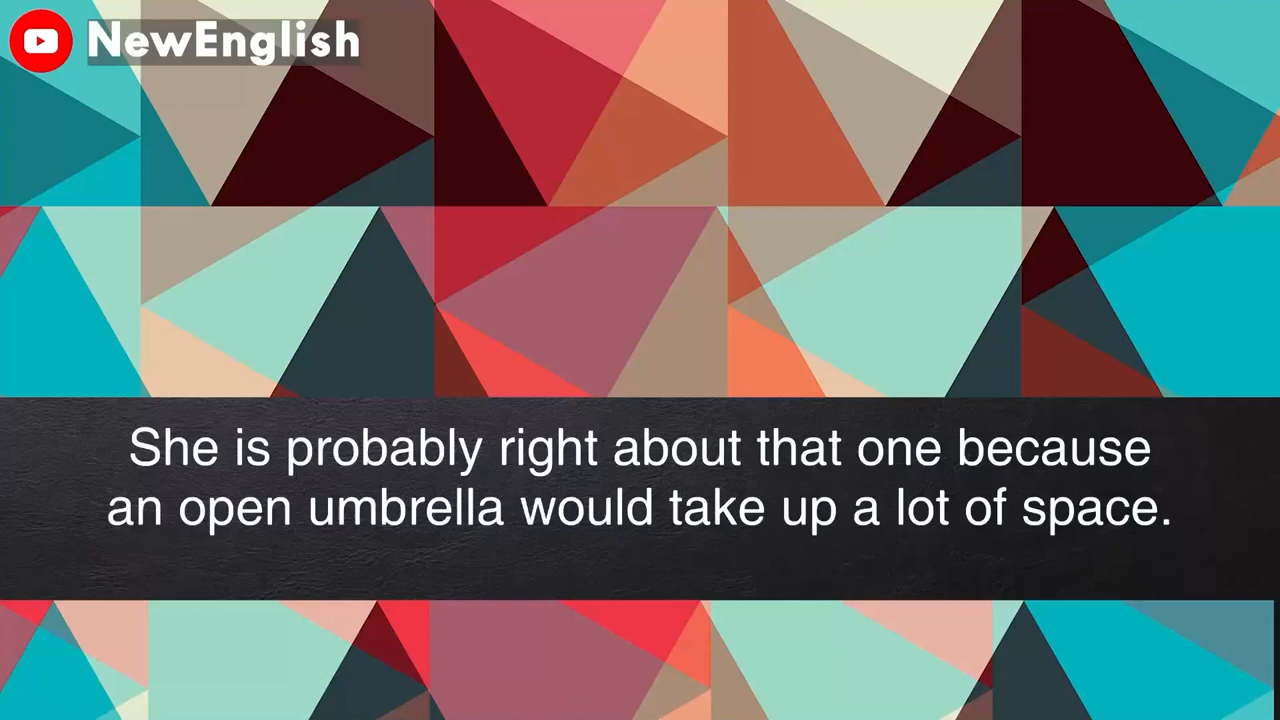 NewEnglish
She is probably right about that one because
an open umbrella would take up a lot of space.